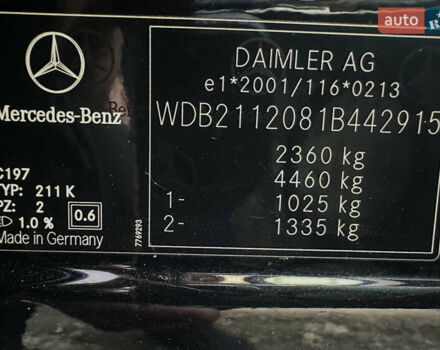 auto
DAIMLER AG
e1*2001/116*0213
Mercedes-Benz
WDB2112081B442915
2360 kg
4460 kg
1- 1025 kg
2- 1335 kg
C197
TYP: 211 K
PZ: 2
1.0 % 0.6
Made in Germany
7769293